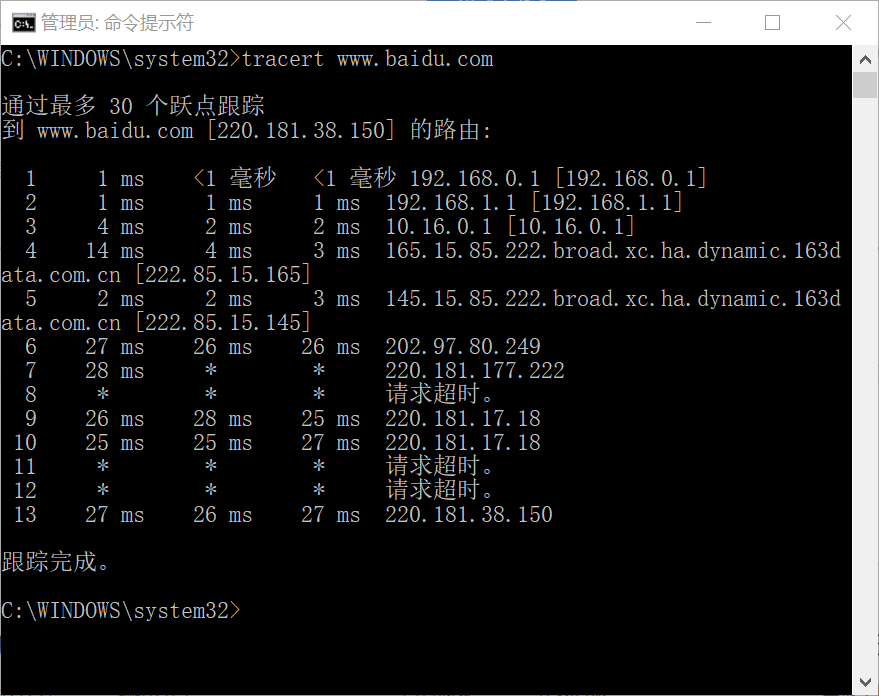 管理员: 命令提示符
C:\WINDOWS\system32>tracert www.baidu.com
通过最多 30 个跃点跟踪
到 www.baidu.com [220.181.38.150] 的路由:
1 1 ms <1 毫秒 <1 毫秒 192.168.0.1 [192.168.0.1]
2 1 ms 1 ms 1 ms 192.168.1.1 [192.168.1.1]
3 4 ms 2 ms 2 ms 10.16.0.1 [10.16.0.1]
4 14 ms 4 ms 3 ms 165.15.85.222.broad.xc.ha.dynamic.163d
ata.com.cn [222.85.15.165]
5 2 ms 2 ms 3 ms 145.15.85.222.broad.xc.ha.dynamic.163d
ata.com.cn [222.85.15.145]
6 27 ms 26 ms 26 ms 202.97.80.249
7 28 ms * * 220.181.177.222
8 * * * 请求超时。
9 26 ms 28 ms 25 ms 220.181.17.18
10 25 ms 25 ms 27 ms 220.181.17.18
11 * * * 请求超时。
12 * * * 请求超时。
13 27 ms 26 ms 27 ms 220.181.38.150
跟踪完成。
C:\WINDOWS\system32>